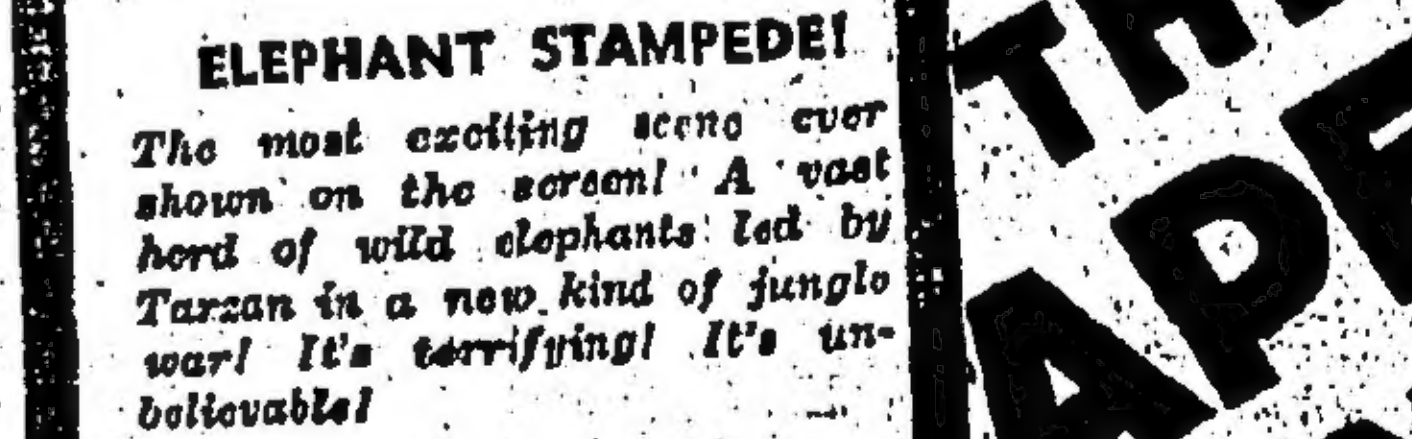 ELEPHANT STAMPEDE!
The most exciting scene ever
shown on the screen! A vast
herd of wild elephants led by
Tarzan in a new kind of jungle
war! It's terrifying! It's un-
believable!
THE
APE